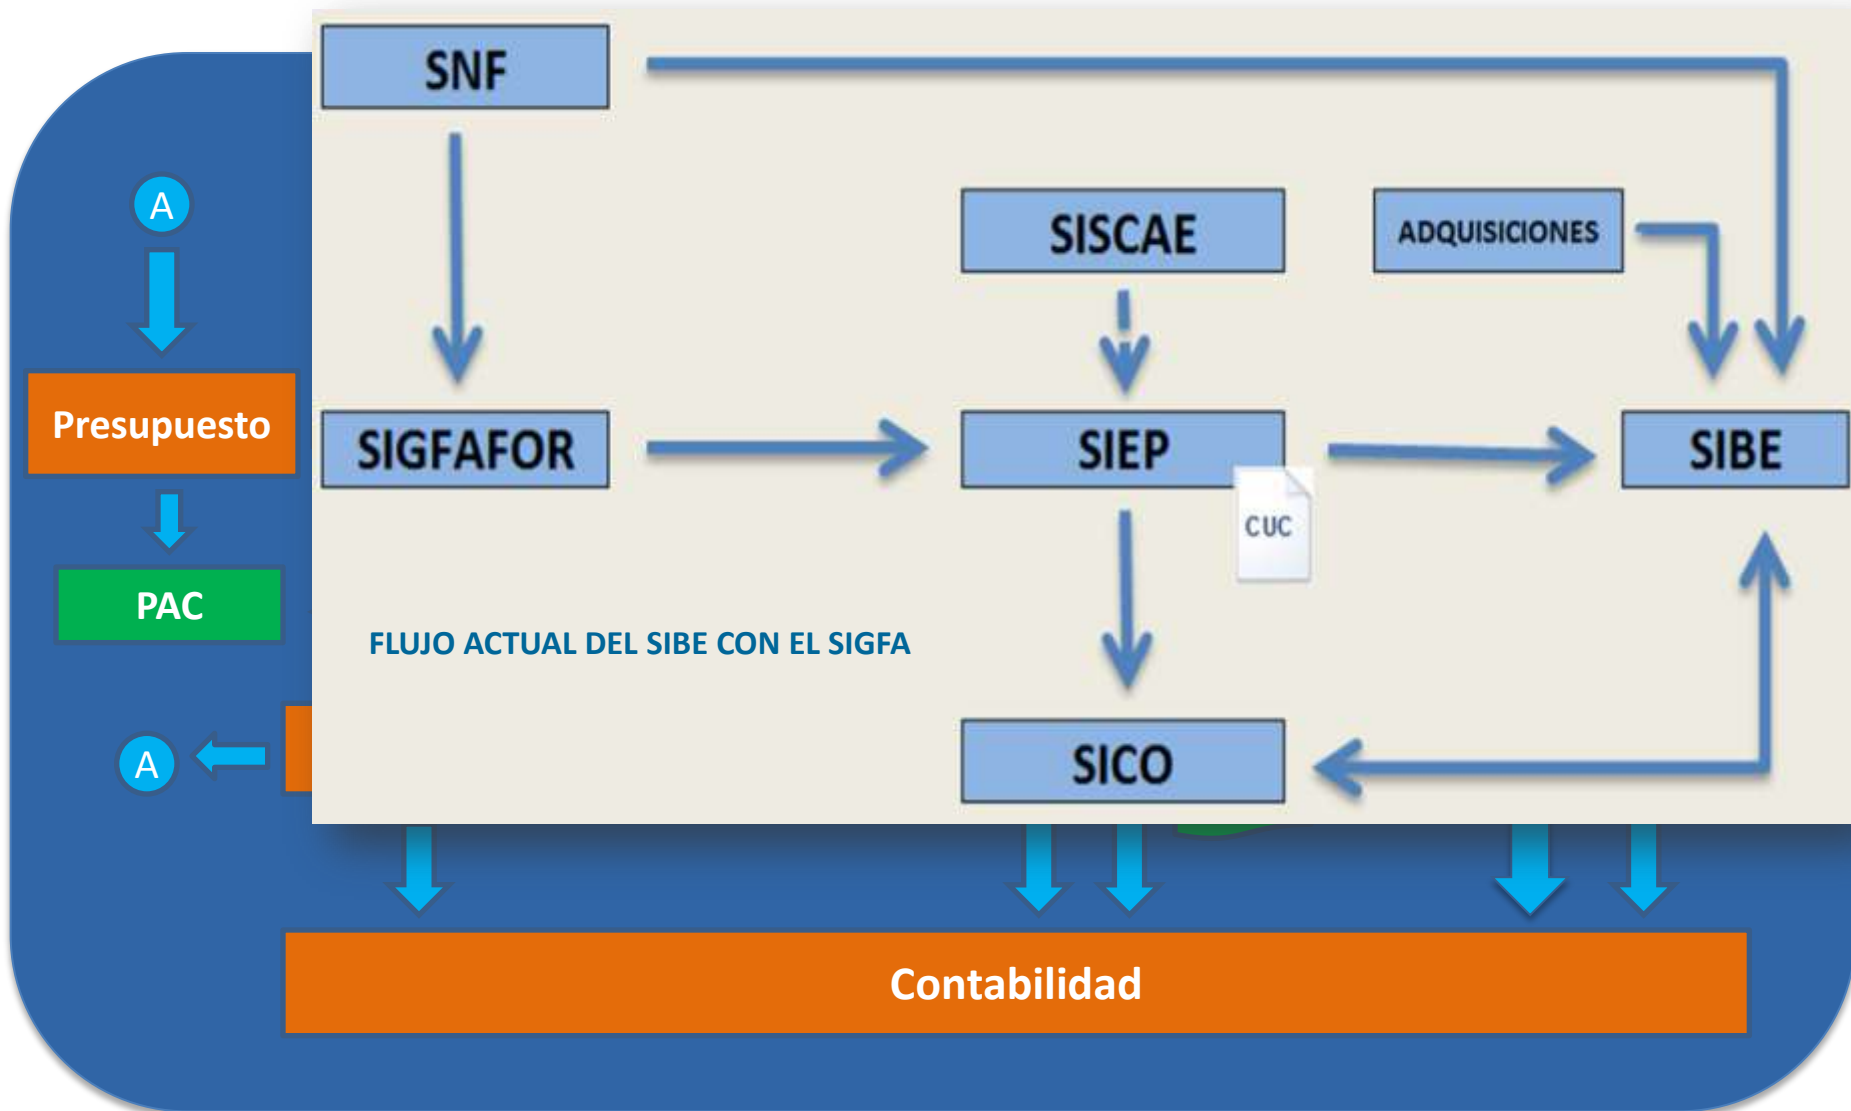 SNF
A
SISCAE
ADQUISICIONES
Presupuesto
SIGFAFOR
SIEP
SIBE
CUC
PAC
FLUJO ACTUAL DEL SIBE CON EL SIGFA
A
SICO
Contabilidad